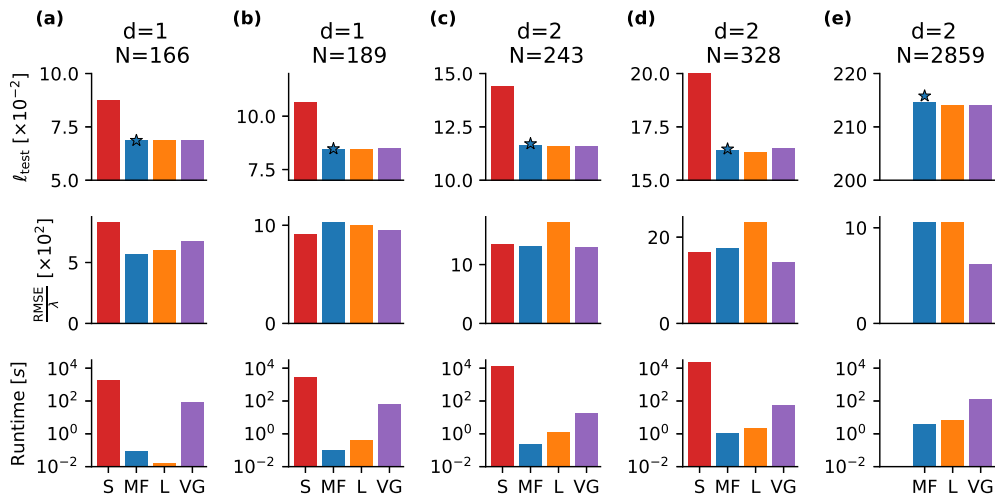 (a) (b) (c) (d) (e)
d=1 d=1 d=2 d=2 d=2
N=166 N=189 N=243 N=328 N=2859
ℓtest [×10−2]
10.0 7.5 5.0
10.0 7.5
15.0 12.5 10.0
20.0 17.5 15.0
220 210 200
RMSE/λ [×102]
5 0
10 0
10 0
20 0
10 0
Runtime [s]
104 102 100 10−2
104 102 100 10−2
104 102 100 10−2
104 102 100 10−2
104 102 100 10−2
S MF L VG S MF L VG S MF L VG S MF L VG MF L VG